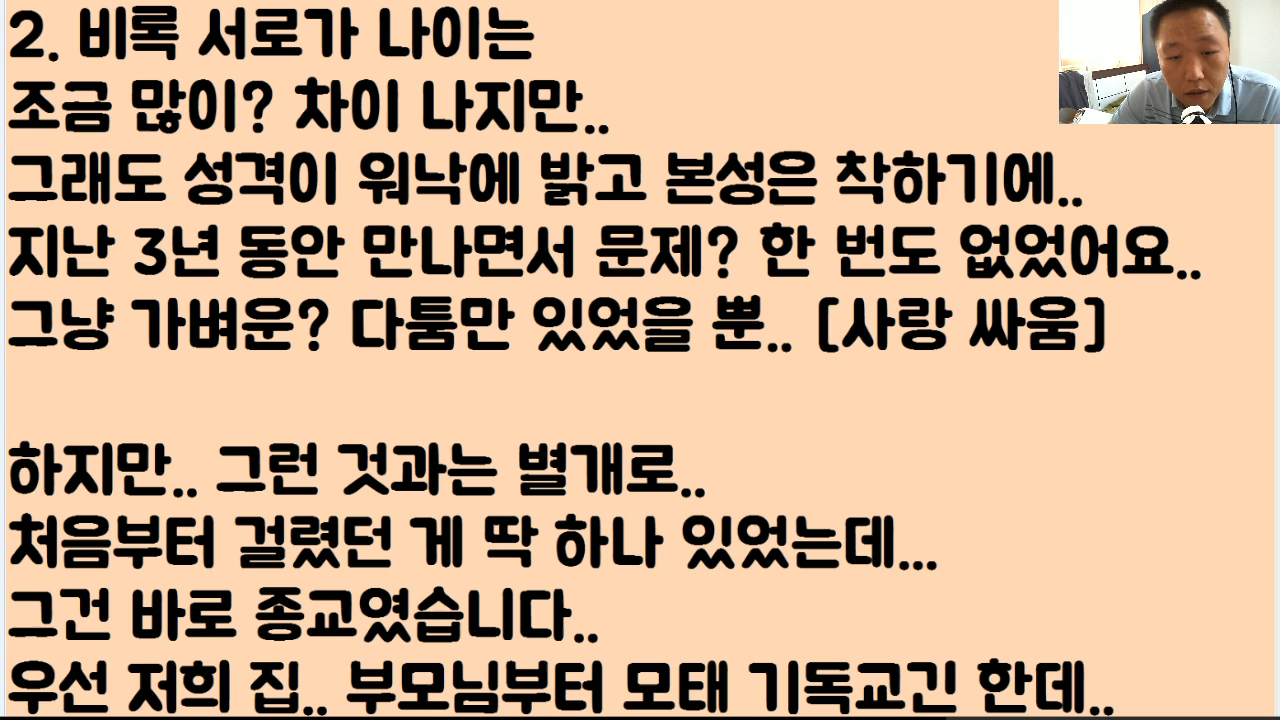 2. 비록 서로가 나이는
조금 많이? 차이 나지만..
그래도 성격이 워낙에 밝고 본성은 착하기에..
지난 3년 동안 만나면서 문제? 한 번도 없었어요..
그냥 가벼운? 다툼만 있었을 뿐.. [사랑 싸움]
하지만.. 그런 것과는 별개로..
처음부터 걸렸던 게 딱 하나 있었는데...
그건 바로 종교였습니다..
우선 저희 집.. 부모님부터 모태 기독교긴 한데..